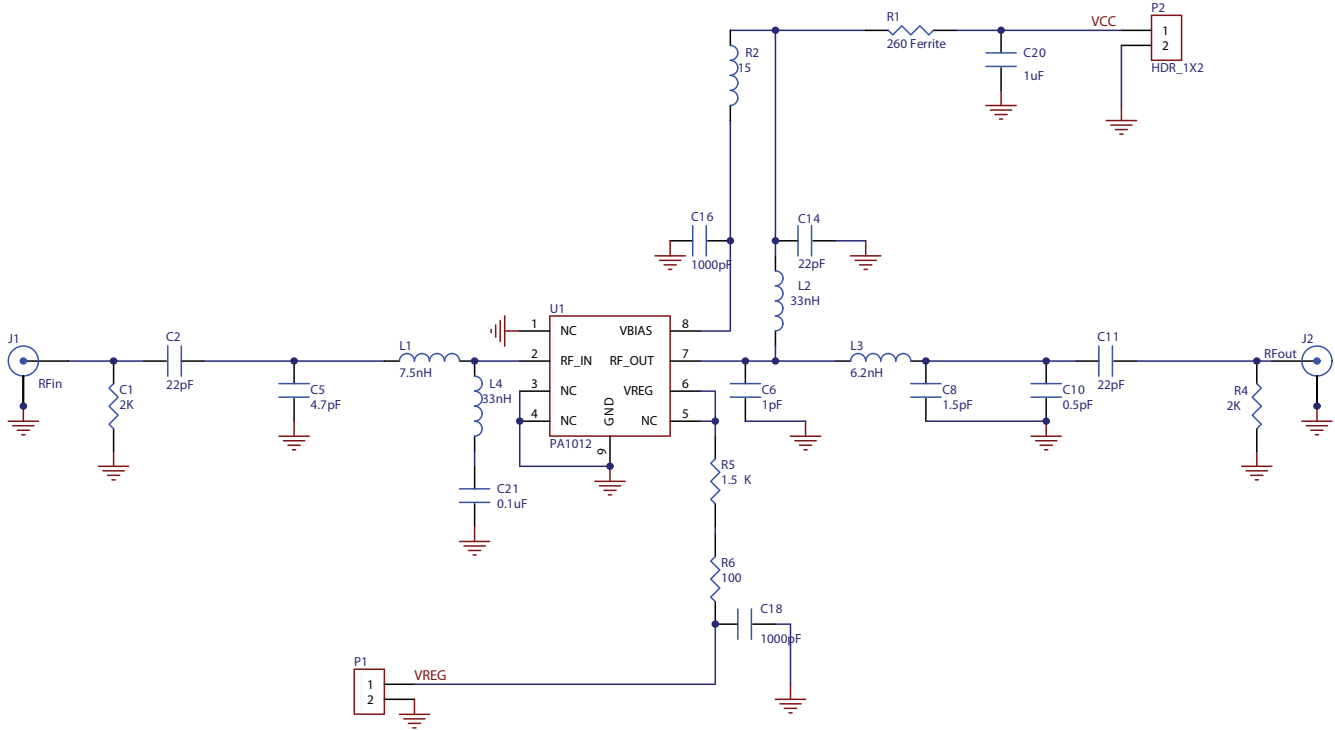 P2
R1
VCC
1
2
260 Ferrite
R2
15
C20
1uF
HDR_1X2
C16
1000pF
C14
22pF
L2
33nH
U1
1
NC
VBIAS
8
J1
RFin
C2
22pF
L1
7.5nH
2
RF_IN
RF_OUT
7
L3
6.2nH
C11
22pF
RFout
J2
C1
2K
C5
4.7pF
L4
33nH
3
NC
VREG
6
4
NC
GND
NC
5
9
PA1012
C6
1pF
C8
1.5pF
C10
0.5pF
R4
2K
C21
0.1uF
R5
1.5 K
R6
100
C18
1000pF
P1
VREG
1
2